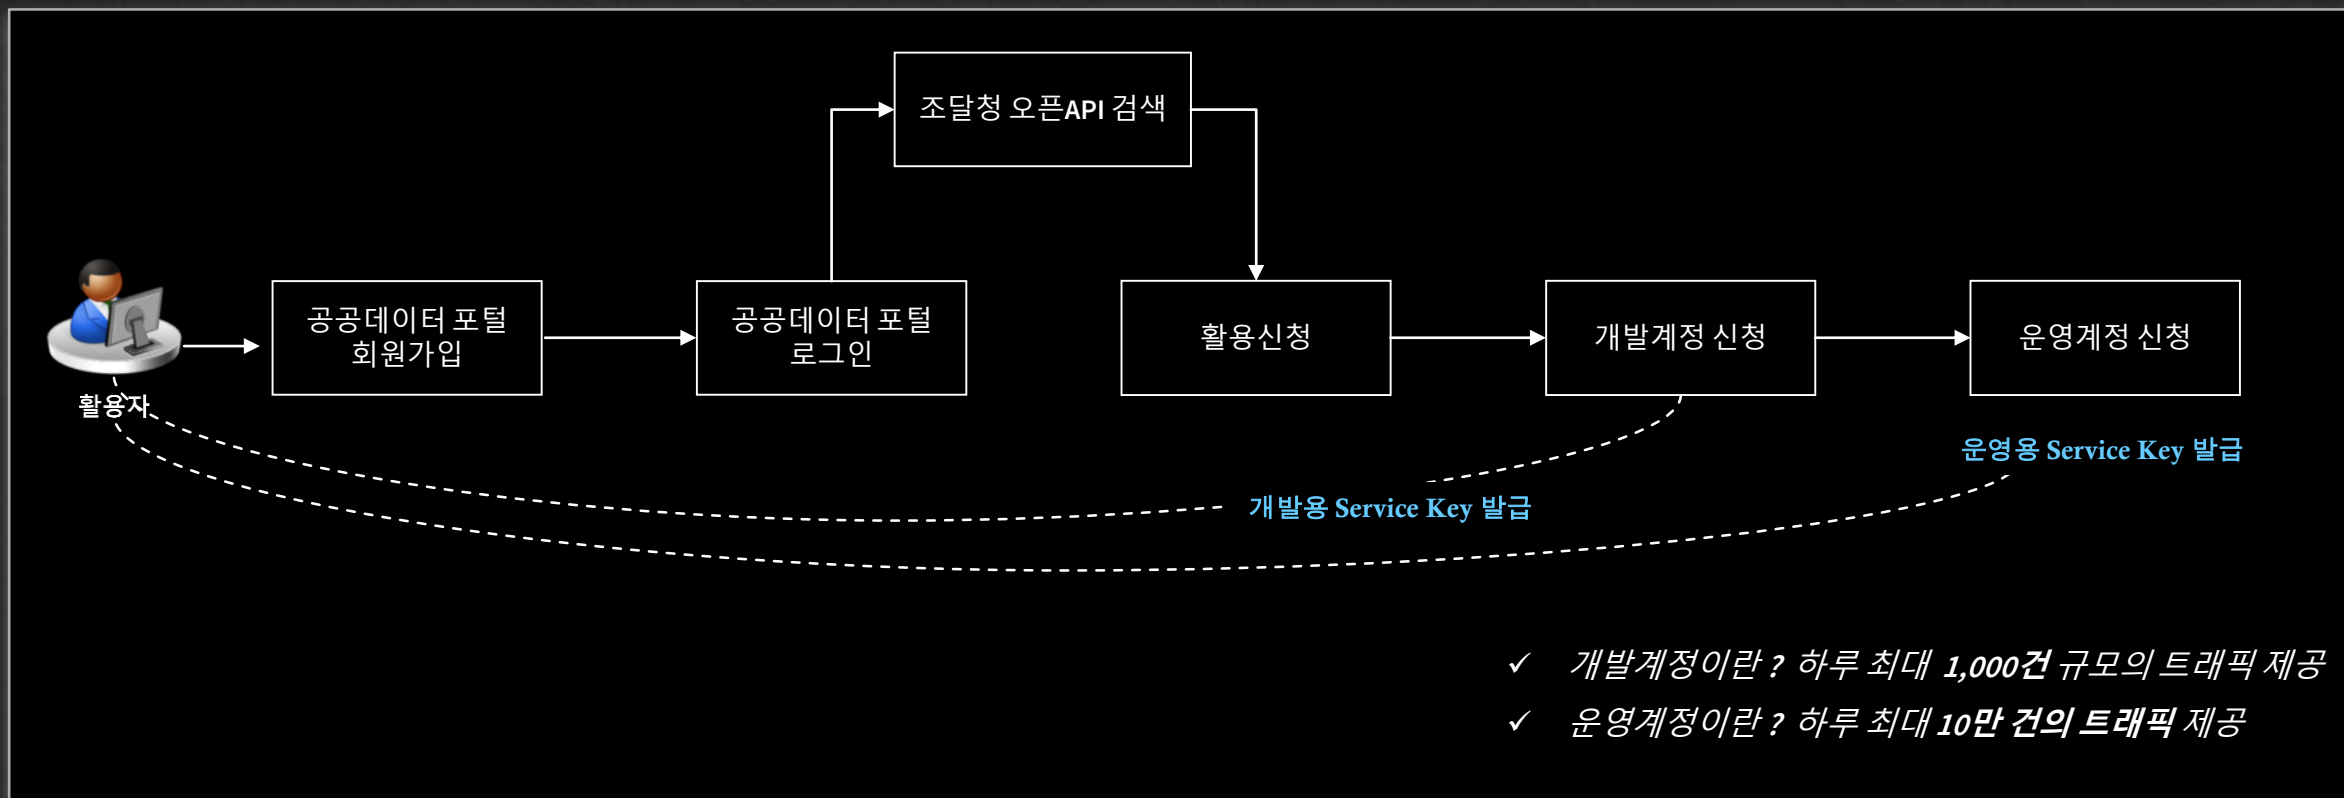 조달청 오픈API 검색
공공데이터 포털
회원가입
공공데이터 포털
로그인
활용신청
개발계정 신청
운영계정 신청
활용자
운영용 Service Key 발급
개발용 Service Key 발급
✓ 개발계정이란 ? 하루 최대 1,000건 규모의 트래픽 제공
✓ 운영계정이란 ? 하루 최대 10만 건의 트래픽 제공